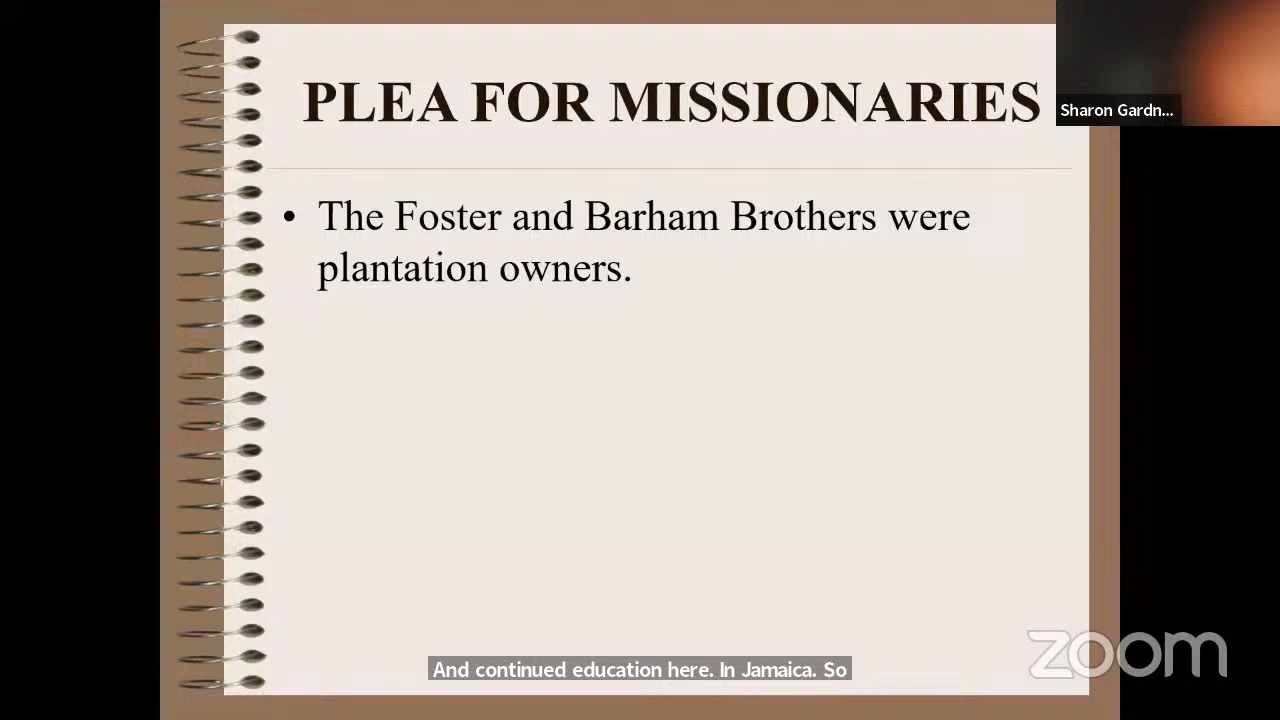 PLEA FOR MISSIONARIES
Sharon Gardn...
• The Foster and Barham Brothers were
plantation owners.
zoom
And continued education here. In Jamaica. So